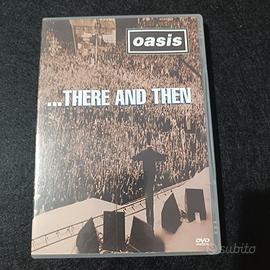 oasis
...THERE AND THEN
DVD
subito